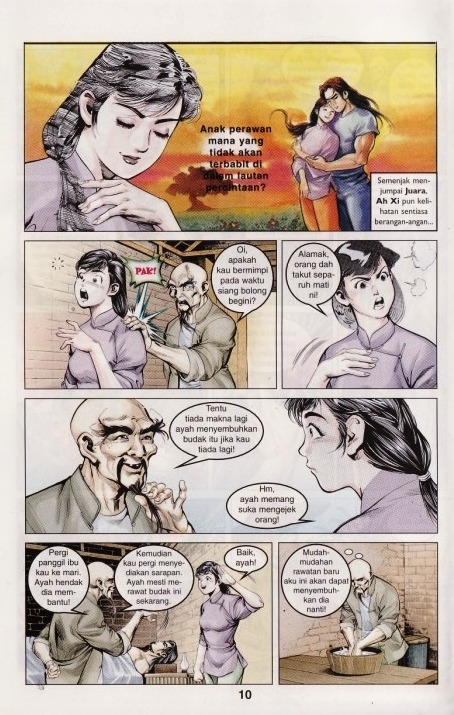 Anak perawan
mana yang
tidak akan
terbabit di
dalam lautan
percintaan?
Semenjak men-
jumpai Juara,
Ah Xi pun keli-
hatan sentiasa
berangan-angan...
PAK!
Oi,
apakah
kau bermimpi
pada waktu
siang bolong
begini?
Alamak,
orang dah
takut sepa-
ruh mati
ni!
Tentu
tiada makna lagi
ayah menyembuhkan
budak itu jika kau
tiada lagi!
Hm,
ayah memang
suka mengejek
orang!
Pergi
panggil ibu
kau ke mari.
Ayah hendak
dia mem-
bantu!
Kemudian
kau pergi menye-
diakan sarapan.
Ayah mesti me-
rawat budak ini
sekarang.
Baik,
ayah!
Mudah-
mudahan
rawatan baru
aku ini akan dapat
menyembuh-
kan dia
nanti!
10